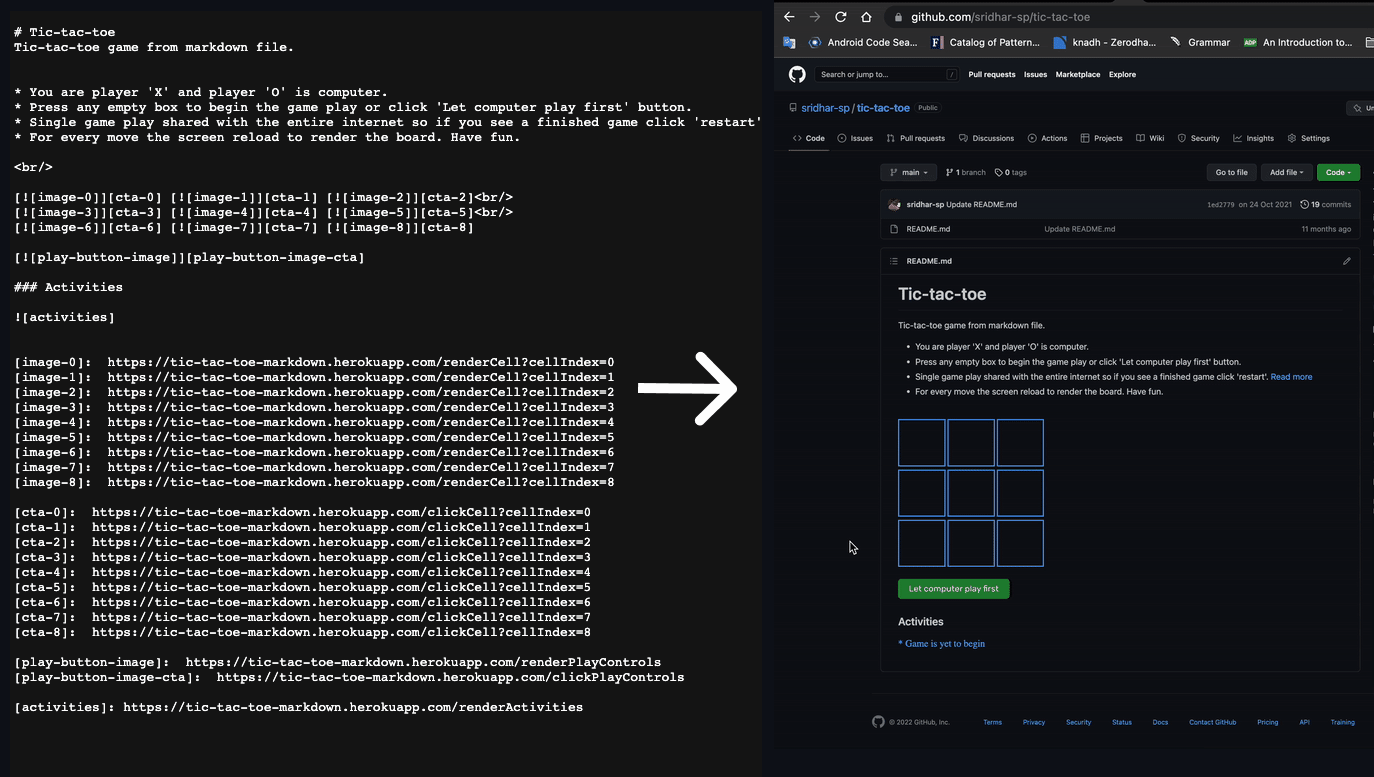 # Tic-tac-toe
Tic-tac-toe game from markdown file.
* You are player 'X' and player 'O' is computer.
* Press any empty box to begin the game play or click 'Let computer play first' button.
* Single game play shared with the entire internet so if you see a finished game click 'restart'
* For every move the screen reload to render the board. Have fun.
<br/>
[![image-0]][cta-0] [![image-1]][cta-1] [![image-2]][cta-2]<br/>
[![image-3]][cta-3] [![image-4]][cta-4] [![image-5]][cta-5]<br/>
[![image-6]][cta-6] [![image-7]][cta-7] [![image-8]][cta-8]
[![play-button-image]][play-button-image-cta]
### Activities
![activities]
[image-0]:  https://tic-tac-toe-markdown.herokuapp.com/renderCell?cellIndex=0
[image-1]:  https://tic-tac-toe-markdown.herokuapp.com/renderCell?cellIndex=1
[image-2]:  https://tic-tac-toe-markdown.herokuapp.com/renderCell?cellIndex=2
[image-3]:  https://tic-tac-toe-markdown.herokuapp.com/renderCell?cellIndex=3
[image-4]:  https://tic-tac-toe-markdown.herokuapp.com/renderCell?cellIndex=4
[image-5]:  https://tic-tac-toe-markdown.herokuapp.com/renderCell?cellIndex=5
[image-6]:  https://tic-tac-toe-markdown.herokuapp.com/renderCell?cellIndex=6
[image-7]:  https://tic-tac-toe-markdown.herokuapp.com/renderCell?cellIndex=7
[image-8]:  https://tic-tac-toe-markdown.herokuapp.com/renderCell?cellIndex=8
[cta-0]:  https://tic-tac-toe-markdown.herokuapp.com/clickCell?cellIndex=0
[cta-1]:  https://tic-tac-toe-markdown.herokuapp.com/clickCell?cellIndex=1
[cta-2]:  https://tic-tac-toe-markdown.herokuapp.com/clickCell?cellIndex=2
[cta-3]:  https://tic-tac-toe-markdown.herokuapp.com/clickCell?cellIndex=3
[cta-4]:  https://tic-tac-toe-markdown.herokuapp.com/clickCell?cellIndex=4
[cta-5]:  https://tic-tac-toe-markdown.herokuapp.com/clickCell?cellIndex=5
[cta-6]:  https://tic-tac-toe-markdown.herokuapp.com/clickCell?cellIndex=6
[cta-7]:  https://tic-tac-toe-markdown.herokuapp.com/clickCell?cellIndex=7
[cta-8]:  https://tic-tac-toe-markdown.herokuapp.com/clickCell?cellIndex=8
[play-button-image]:  https://tic-tac-toe-markdown.herokuapp.com/renderPlayControls
[play-button-image-cta]:  https://tic-tac-toe-markdown.herokuapp.com/clickPlayControls
[activities]: https://tic-tac-toe-markdown.herokuapp.com/renderActivities
github.com/sridhar-sp/tic-tac-toe
Android Code Sea... Catalog of Pattern... knadh - Zerodha... Grammar ADP An Introduction to...
Search or jump to... / Pull requests Issues Marketplace Explore
sridhar-sp / tic-tac-toe Public
Code Issues Pull requests Discussions Actions Projects Wiki Security Insights Settings
main 1 branch 0 tags Go to file Add file Code
sridhar-sp Update README.md 1ed2779 on 24 Oct 2021 19 commits
README.md Update README.md 11 months ago
README.md
Tic-tac-toe
Tic-tac-toe game from markdown file.
• You are player 'X' and player 'O' is computer.
• Press any empty box to begin the game play or click 'Let computer play first' button.
• Single game play shared with the entire internet so if you see a finished game click 'restart'. Read more
• For every move the screen reload to render the board. Have fun.
Let computer play first
Activities
* Game is yet to begin
© 2022 GitHub, Inc. Terms Privacy Security Status Docs Contact GitHub Pricing API Training